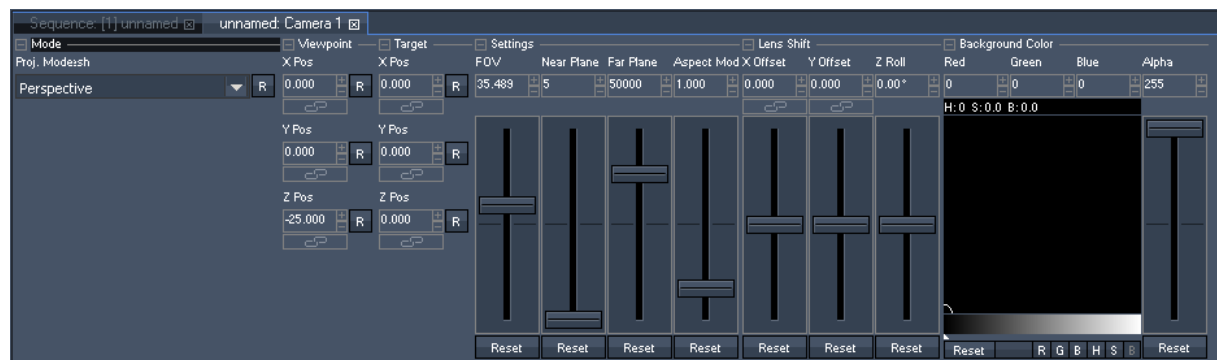 Sequence: [1] unnamed unnamed: Camera 1
Mode Viewpoint Target Settings Lens Shift Background Color
Proj. Mode:sh X Pos X Pos FOV Near Plane Far Plane Aspect Mod X Offset Y Offset Z Roll Red Green Blue Alpha
Perspective R 0.000 R 0.000 R 35.489 5 50000 1.000 0.000 0.000 0.00° 0 0 0 255
H:0 S:0.0 B:0.0
Y Pos Y Pos
0.000 R 0.000 R
Z Pos Z Pos
-25.000 R 0.000 R
Reset Reset Reset Reset Reset Reset Reset Reset R G B H S B Reset